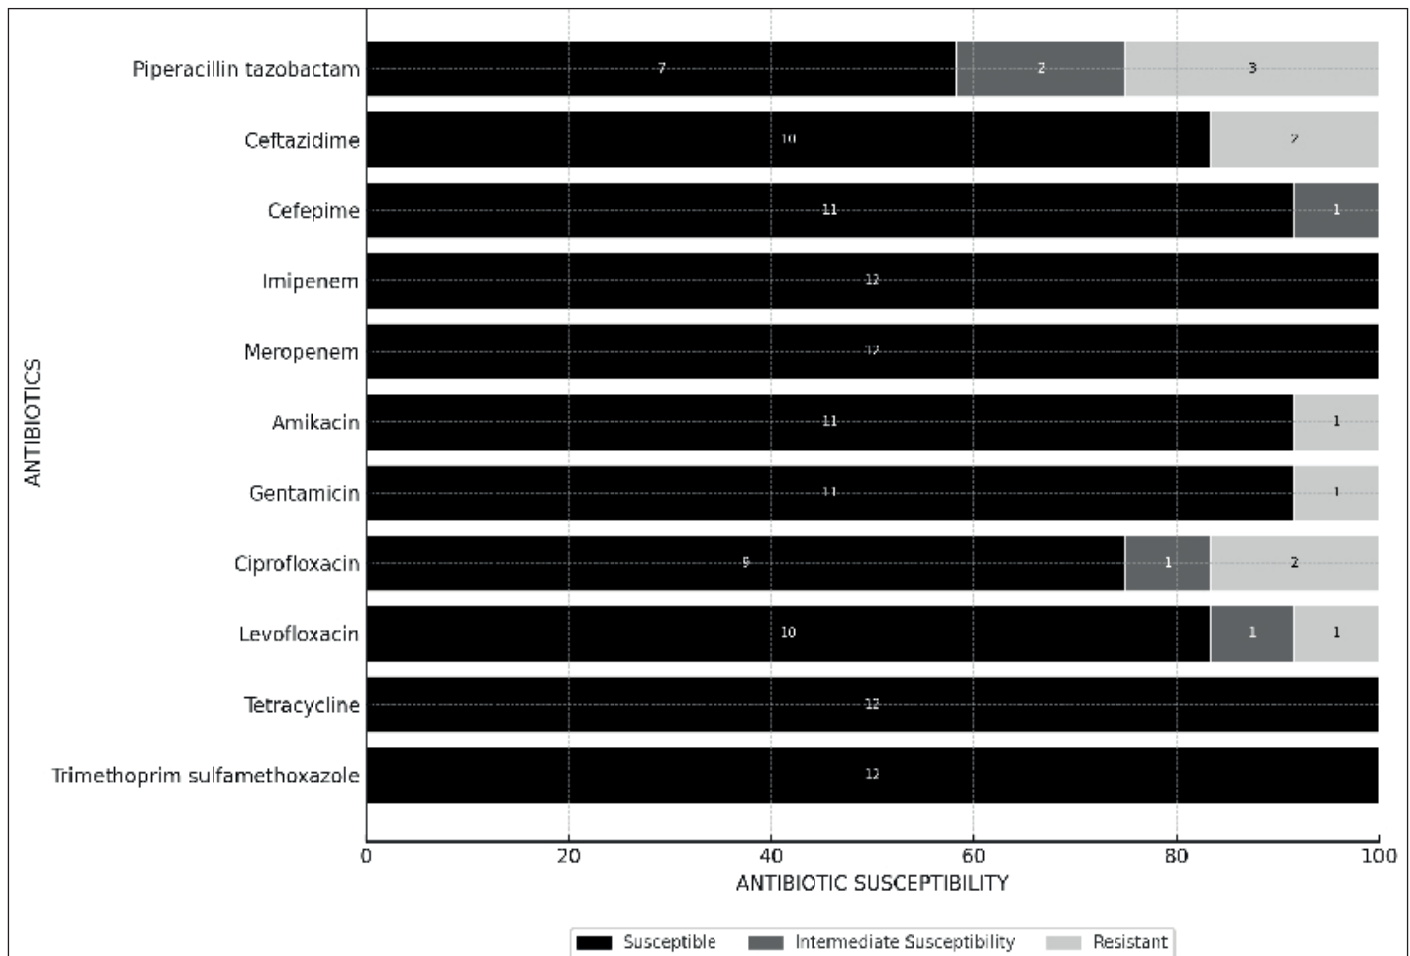 Piperacillin tazobactam 7 2 3
Ceftazidime 10 2
Cefepime 11 1
Imipenem 12
Meropenem 12
Amikacin 11 1
Gentamicin 11 1
Ciprofloxacin 9 1 2
Levofloxacin 10 1 1
Tetracycline 12
Trimethoprim sulfamethoxazole 12
ANTIBIOTICS
0 20 40 60 80 100
ANTIBIOTIC SUSCEPTIBILITY
Susceptible Intermediate Susceptibility Resistant